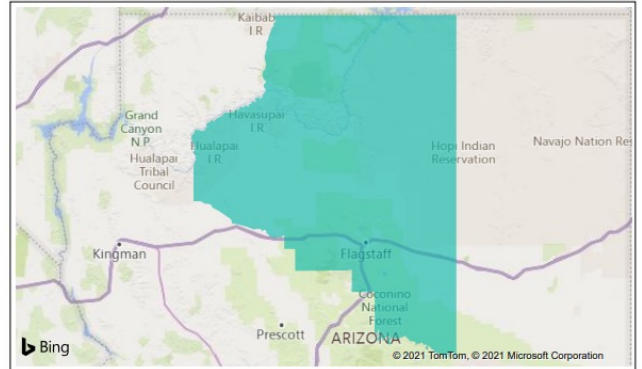 Kaibab
I R
Grand
Canyon
N.P.
Havasupai
I R
Hualapai
I R
Hualapai
Tribal
Council
Hopi Indian
Reservation
Navajo Nation Res
Kingman
Flagstaff
Coconino
National
Forest
Prescott
ARIZONA
Bing
© 2021 TomTom, © 2021 Microsoft Corporation